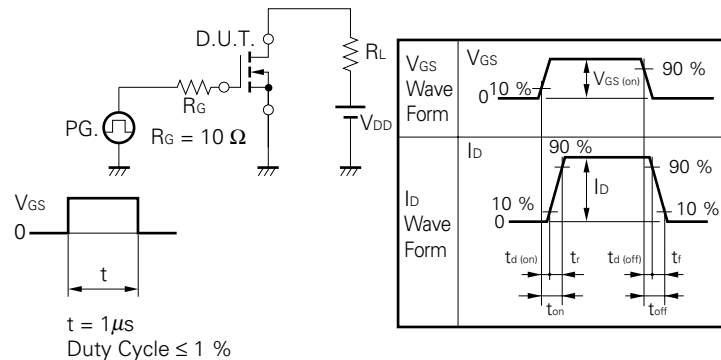 D.U.T.
RL
RG
PG.
RG = 10 Ω
VDD
VGS
0
t
t = 1μs
Duty Cycle ≤ 1 %
VGS
Wave
Form
VGS
10 %
0
VGS (on)
90 %
ID
Wave
Form
ID
90 %
90 %
ID
10 %
0
10 %
td (on)
tr
td (off)
tf
ton
toff